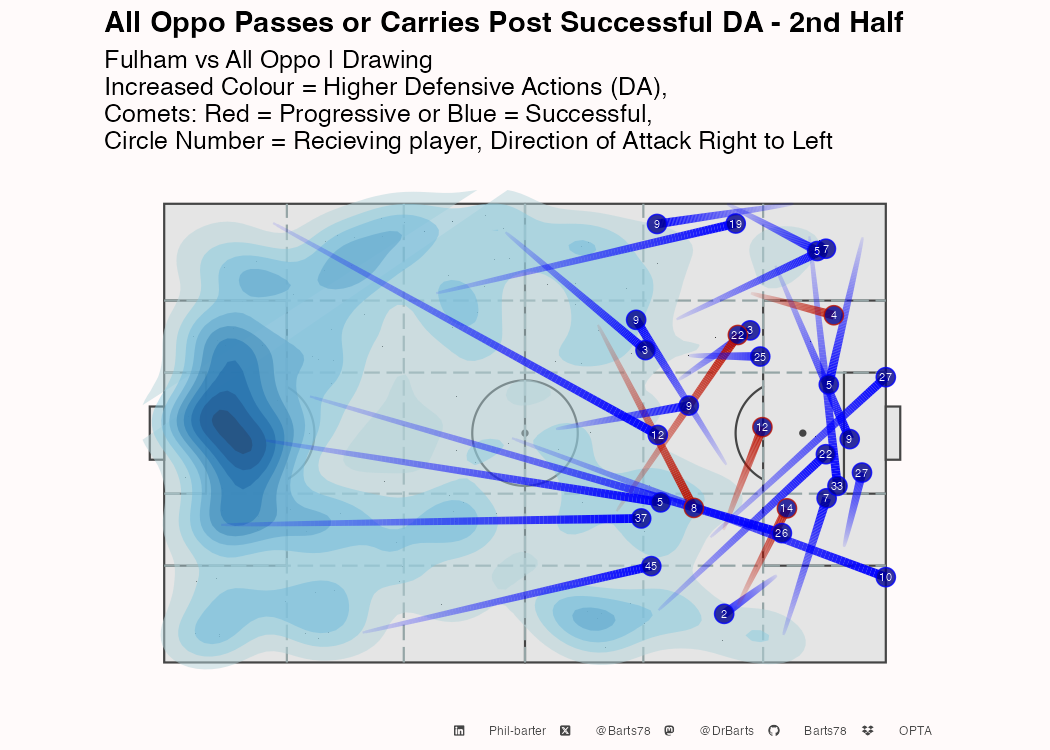 All Oppo Passes or Carries Post Successful DA - 2nd Half
Fulham vs All Oppo | Drawing
Increased Colour = Higher Defensive Actions (DA),
Comets: Red = Progressive or Blue = Successful,
Circle Number = Recieving player, Direction of Attack Right to Left
9
19
5
7
4
9
3
22
3
25
27
5
9
12
12
9
22
27
33
7
5
8
14
37
26
45
10
2
Phil-barter
@Barts78
@DrBarts
Barts78
OPTA